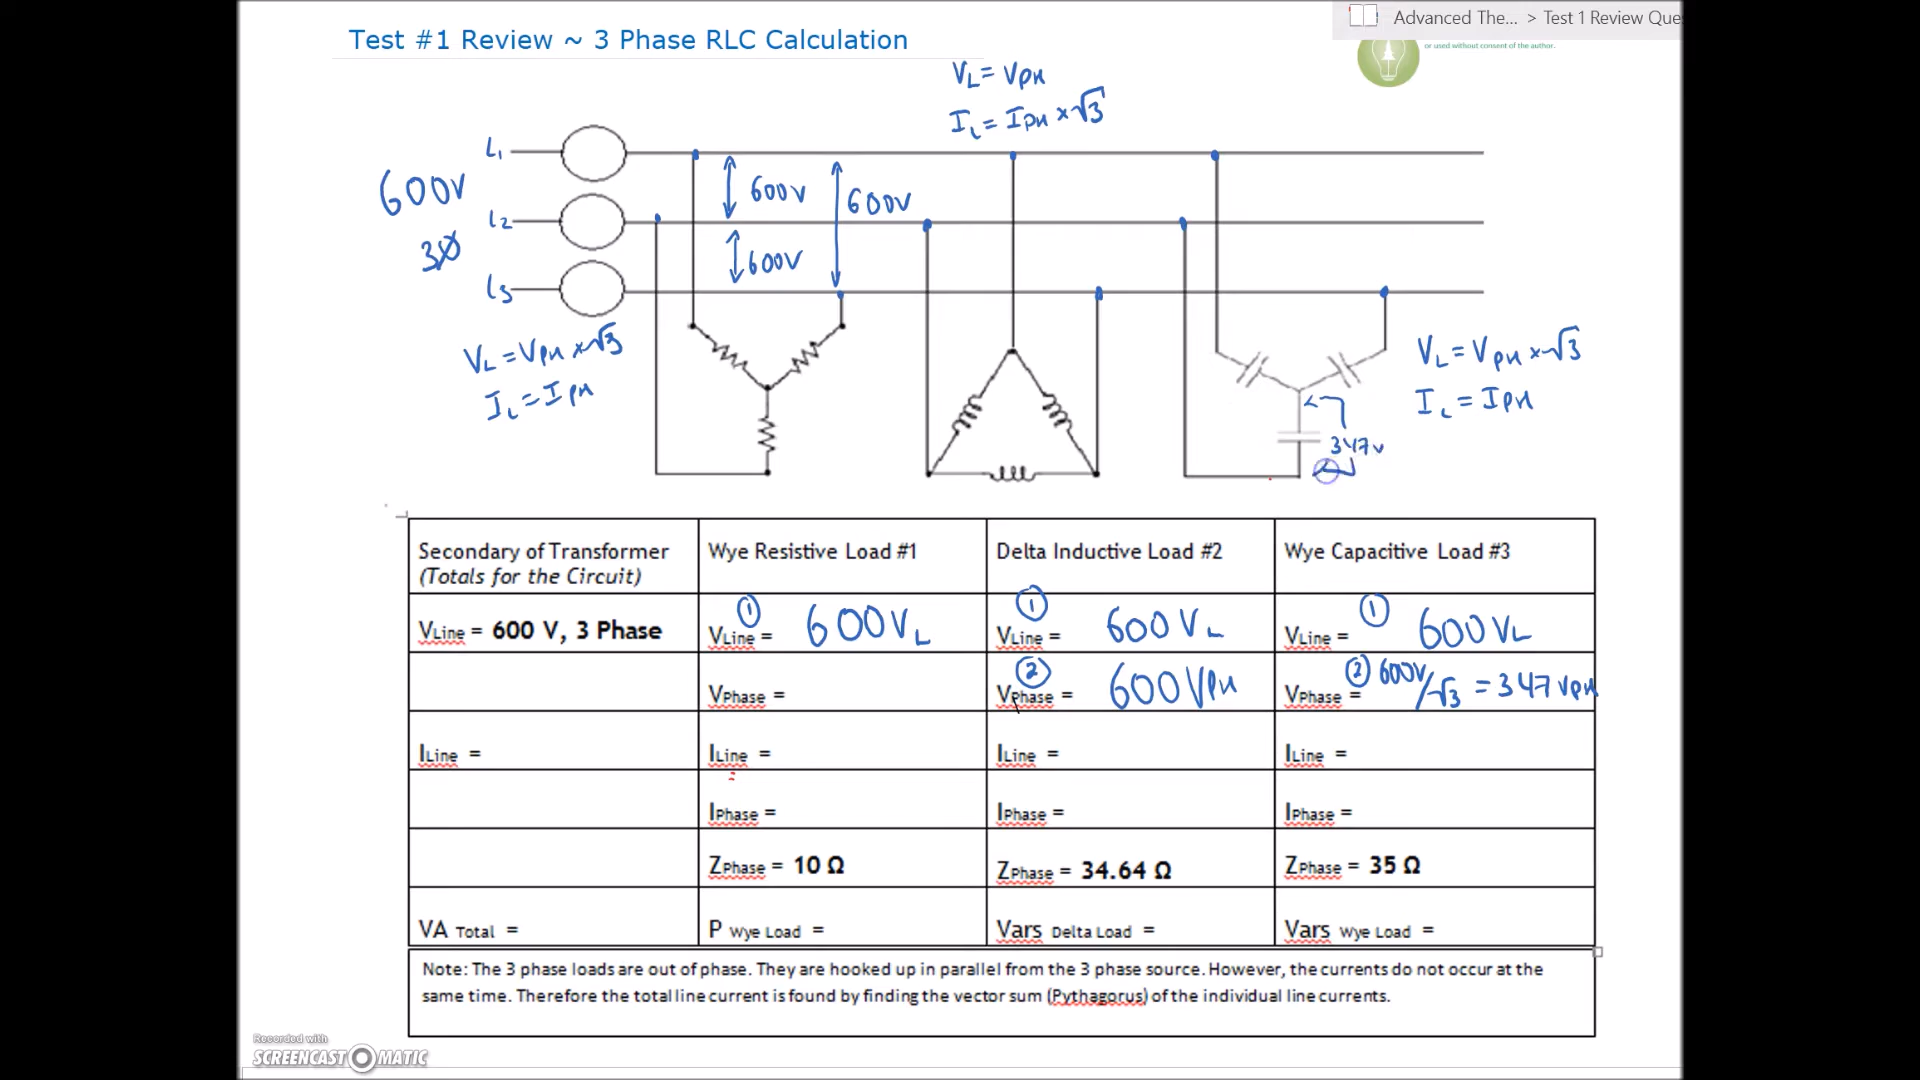 Advanced The... > Test 1 Review Que
Test #1 Review ~ 3 Phase RLC Calculation
or used without consent of the author.
VL = VPH
IL = IPH x √3
L1
600V
L2
3Ø
L3
600V
600V
600V
VL = VPH x √3
IL = IPH
VL = VPH x √3
IL = IPH
347V
Secondary of Transformer
(Totals for the Circuit)
Wye Resistive Load #1
Delta Inductive Load #2
Wye Capacitive Load #3
VLine = 600 V, 3 Phase
① VLine = 600VL
① VLine = 600VL
① VLine = 600VL
VPhase =
② VPhase = 600VPH
② VPhase = 600V/√3 = 347VPH
ILine =
ILine =
ILine =
ILine =
IPhase =
IPhase =
IPhase =
ZPhase = 10 Ω
ZPhase = 34.64 Ω
ZPhase = 35 Ω
VA Total =
P Wye Load =
Vars Delta Load =
Vars Wye Load =
Note: The 3 phase loads are out of phase. They are hooked up in parallel from the 3 phase source. However, the currents do not occur at the
same time. Therefore the total line current is found by finding the vector sum (Pythagorus) of the individual line currents.
Recorded with
SCREENCAST O MATIC